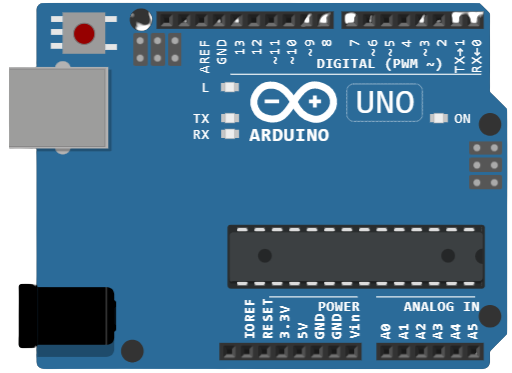 AREF
GND
13
12
~11
~10
~9
8
7
~6
~5
4
~3
2
TX→1
RX←0
DIGITAL (PWM ~)
L
TX
RX
ARDUINO
UNO
ON
POWER
ANALOG IN
IOREF
RESET
3.3V
5V
GND
GND
Vin
A0
A1
A2
A3
A4
A5